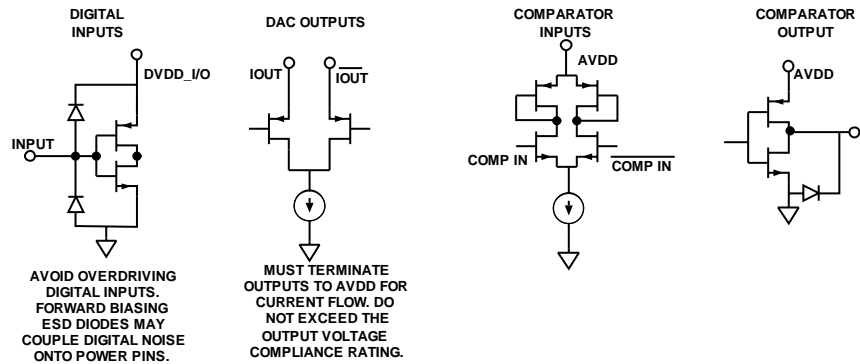 DIGITAL
INPUTS
DVDD_I/O
INPUT
AVOID OVERDRIVING
DIGITAL INPUTS.
FORWARD BIASING
ESD DIODES MAY
COUPLE DIGITAL NOISE
ONTO POWER PINS.
DAC OUTPUTS
IOUT
IOUT
MUST TERMINATE
OUTPUTS TO AVDD FOR
CURRENT FLOW. DO
NOT EXCEED THE
OUTPUT VOLTAGE
COMPLIANCE RATING.
COMPARATOR
INPUTS
AVDD
COMP IN
COMP IN
COMPARATOR
OUTPUT
AVDD